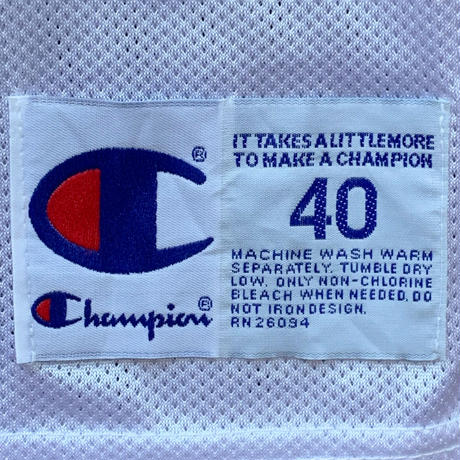 Champion®
IT TAKES A LITTLE MORE
TO MAKE A CHAMPION
40
MACHINE WASH WARM
SEPARATELY. TUMBLE DRY
LOW. ONLY NON-CHLORINE
BLEACH WHEN NEEDED. DO
NOT IRON DESIGN.
RN 26094